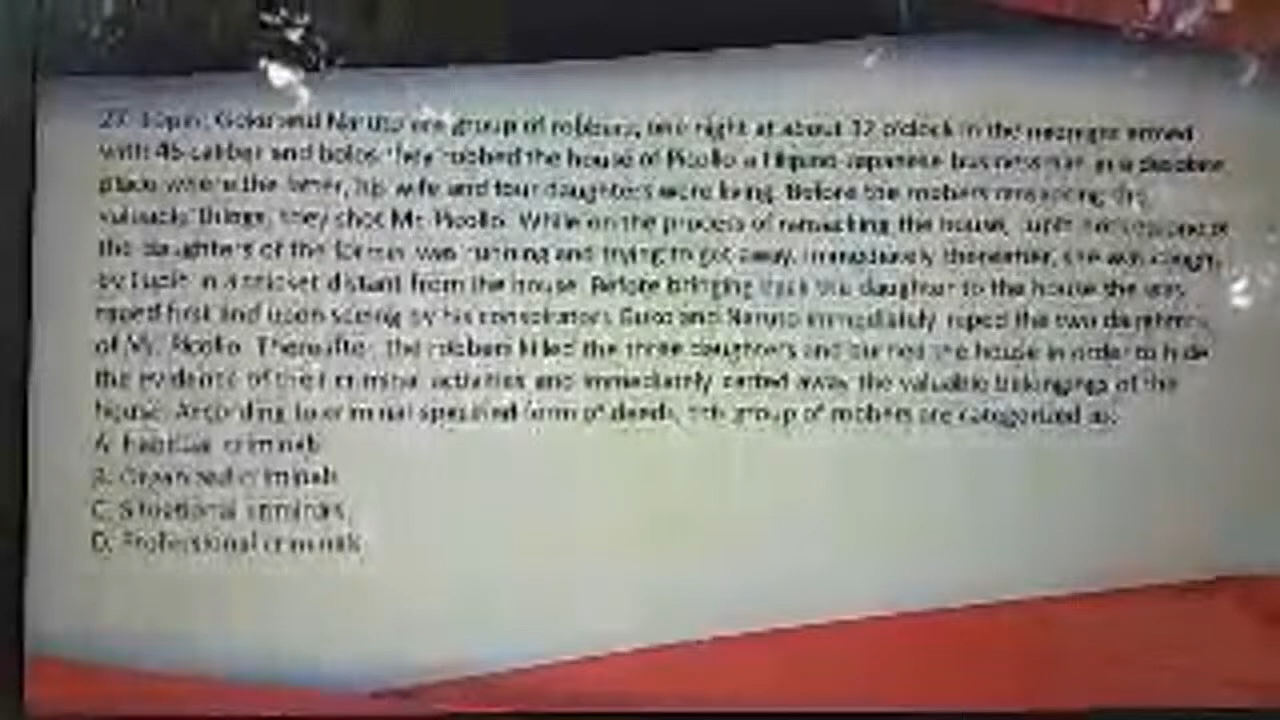 27. Lupin, Goku and Naruto are group of robbers, one night at about 12 o'clock in the midnight armed
with 45 caliber and bolos they robbed the house of Picollo a Filipino Japanese businessman in a
place where the latter, his wife and four daughters were living. Before the robbers ransacking the
valuable things, they shot Mr. Picollo. While on the process of ransacking the house, Lupin
the daughters of the former was running and trying to get away. Immediately thereafter, she was caught
by Lupin in a distant from the house. Before bringing back the daughter to the house she was
raped first and upon seeing by his conspirators Goku and Naruto immediately raped the two daughters
of Mr. Picollo. Thereafter, the robbers killed the three daughters and burned the house in order to hide
the evidence of their criminal activities and immediately carted away the valuable belongings of the
house. According to criminal specified form of deeds, the group of robbers are categorized as:
A. Habitual criminals
B. Organized criminals
C. Situational criminals
D. Professional criminals